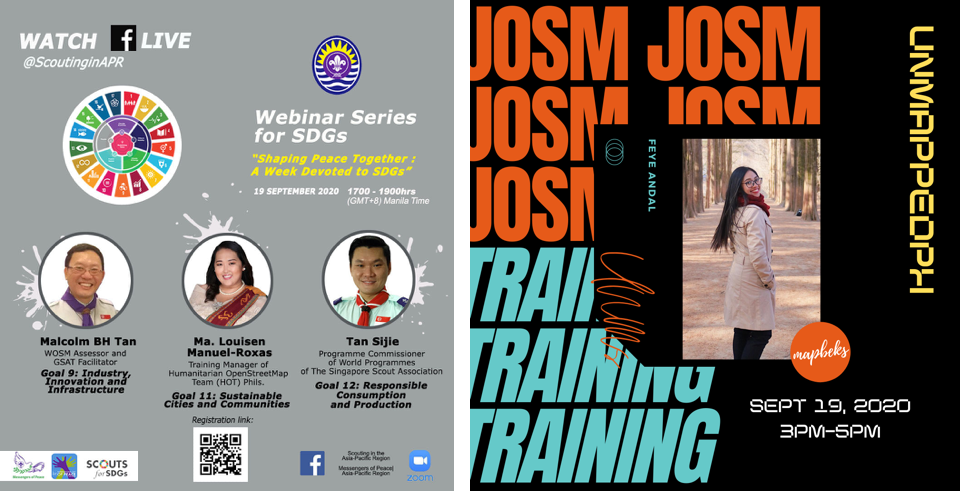 WATCH f LIVE
@ScoutinginAPR
Webinar Series
for SDGs
"Shaping Peace Together :
A Week Devoted to SDGs"
19 SEPTEMBER 2020 1700 - 1900hrs
(GMT+8) Manila Time
Malcolm BH Tan
WOSM Assessor and
GSAT Facilitator
Goal 9: Industry,
Innovation and
Infrastructure
Ma. Louisen
Manuel-Roxas
Training Manager of
Humanitarian OpenStreetMap
Team (HOT) Phils.
Goal 11: Sustainable
Cities and Communities
Tan Sijie
Programme Commissioner
of World Programmes
of The Singapore Scout Association
Goal 12: Responsible
Consumption
and Production
Registration link:
Messengers of Peace
SCOUTS
for SDGs
f
Scouting in the
Asia-Pacific Region
Messengers of Peace|
Asia-Pacific Region
zoom
JOSM JOSM
JOSM JOSM
JOSM
TRAINING
TRAINING
TRAINING
FEYE ANDAL
UNMAPPEDPH
mapbeks
SEPT 19, 2020
3PM-5PM